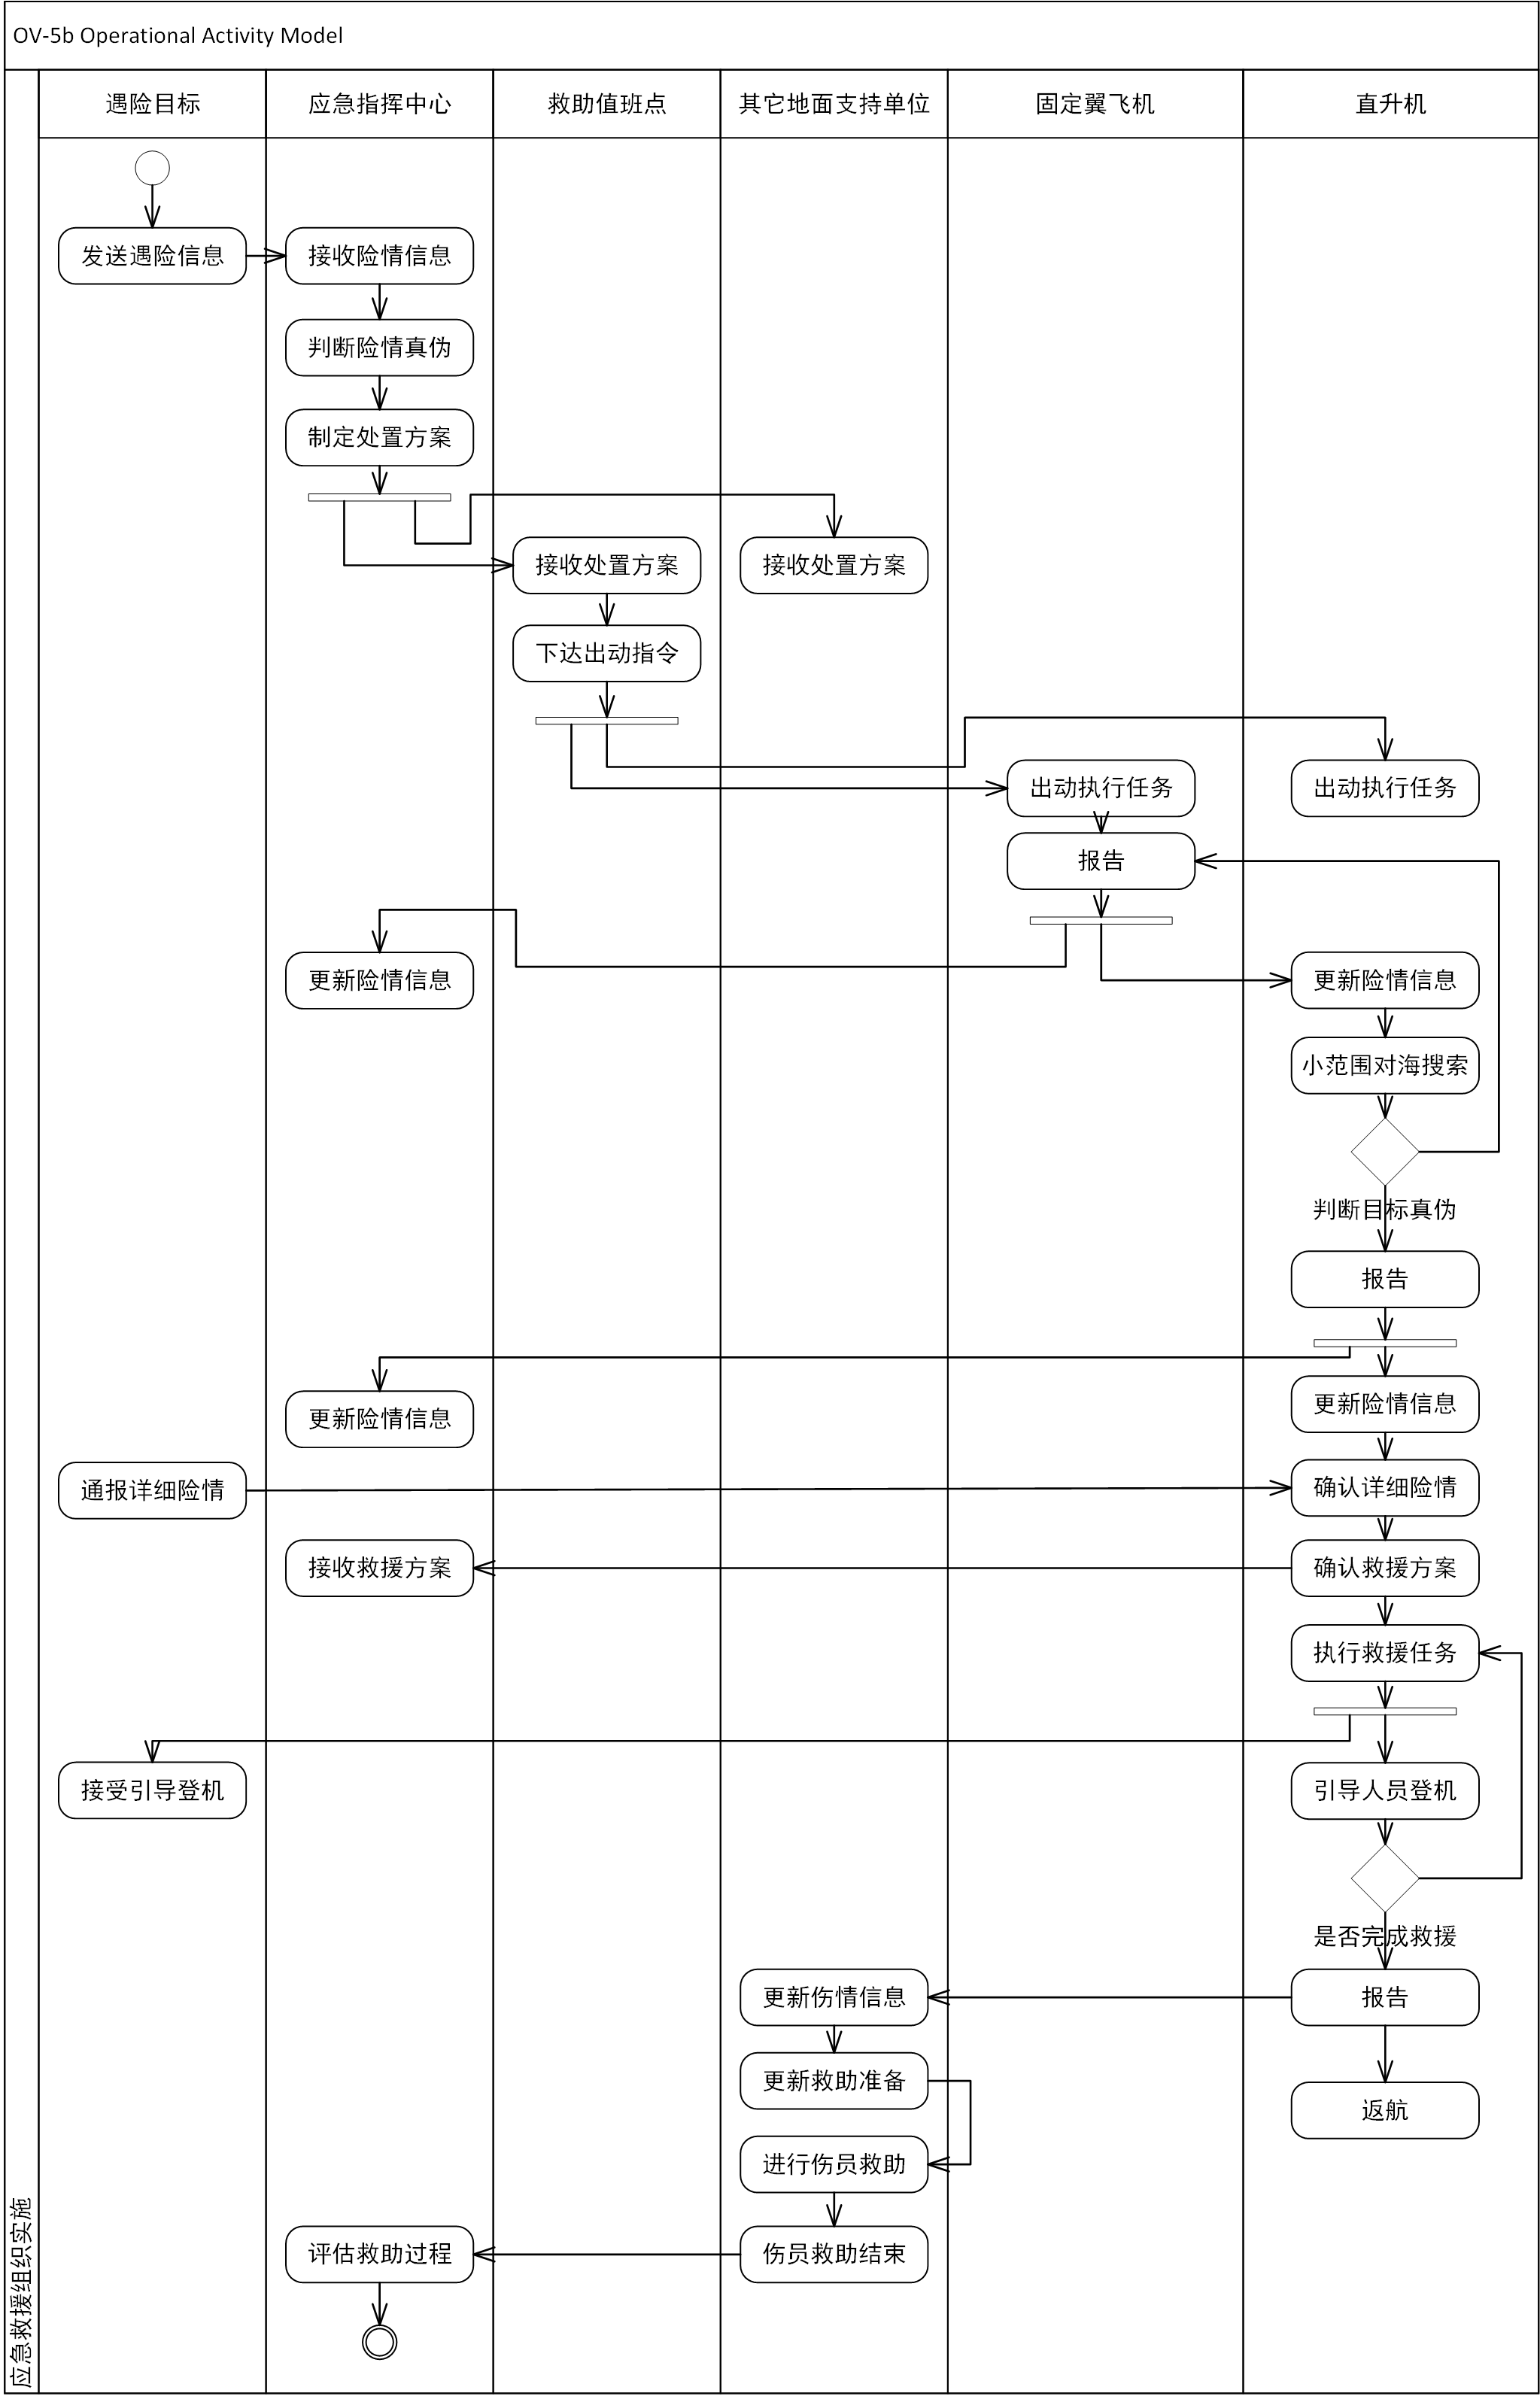 OV-5b Operational Activity Model
遇险目标
应急指挥中心
救助值班点
其它地面支持单位
固定翼飞机
直升机
发送遇险信息
接收险情信息
判断险情真伪
制定处置方案
接收处置方案
接收处置方案
下达出动指令
出动执行任务
出动执行任务
报告
更新险情信息
更新险情信息
小范围对海搜索
判断目标真伪
报告
更新险情信息
更新险情信息
通报详细险情
确认详细险情
接收救援方案
确认救援方案
执行救援任务
接受引导登机
引导人员登机
是否完成救援
更新伤情信息
报告
更新救助准备
返航
进行伤员救助
评估救助过程
伤员救助结束
应急救援组织实施